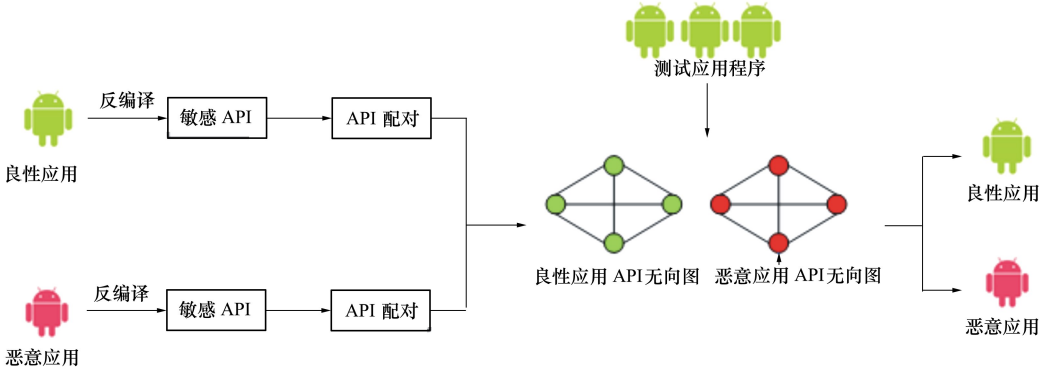 测试应用程序
反编译
敏感 API
API 配对
良性应用
良性应用
良性应用 API无向图
恶意应用 API无向图
反编译
敏感 API
API 配对
恶意应用
恶意应用